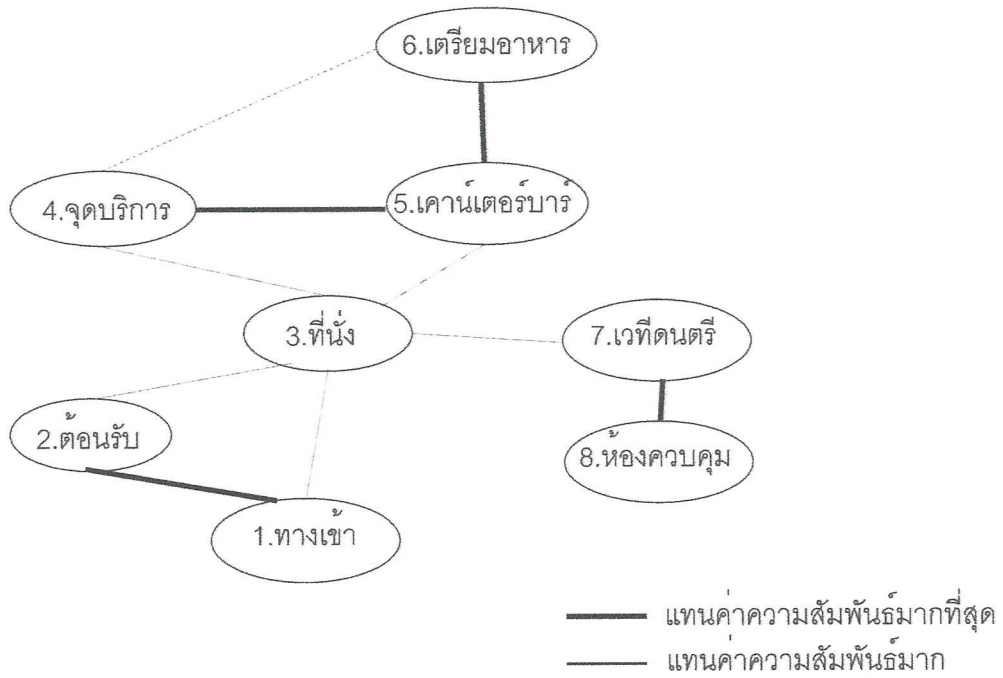 6.เตรียมอาหาร
4.จุดบริการ
5.เคาน์เตอร์บาร์
3.ที่นั่ง
7.เวทีดนตรี
2.ต้อนรับ
8.ห้องควบคุม
1.ทางเข้า
แทนค่าความสัมพันธ์มากที่สุด
แทนค่าความสัมพันธ์มาก